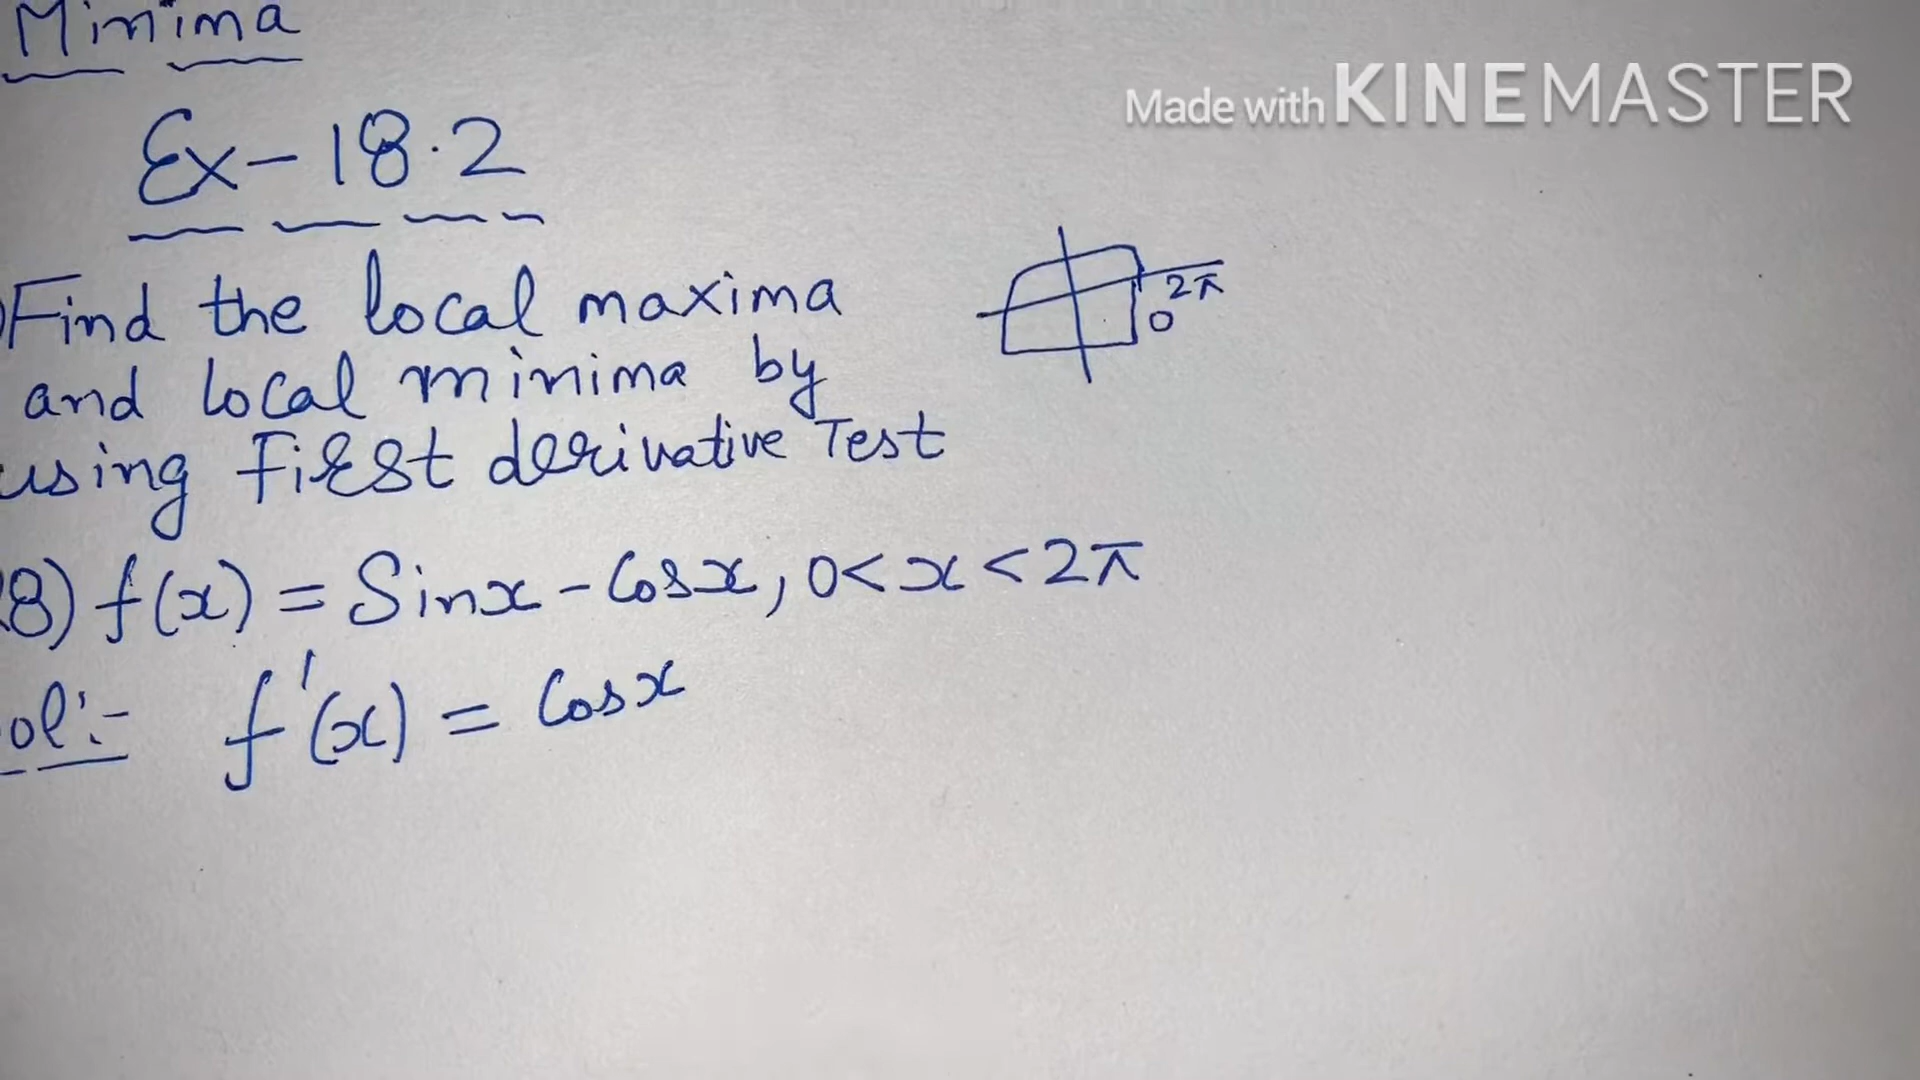 Minima
Made with KINEMASTER
Ex-18.2
Find the local maxima
and local minima by
using First derivative Test
2π
0
8) f(x) = Sinx - Cosx, 0<x<2π
ol':- f'(x) = Cosx